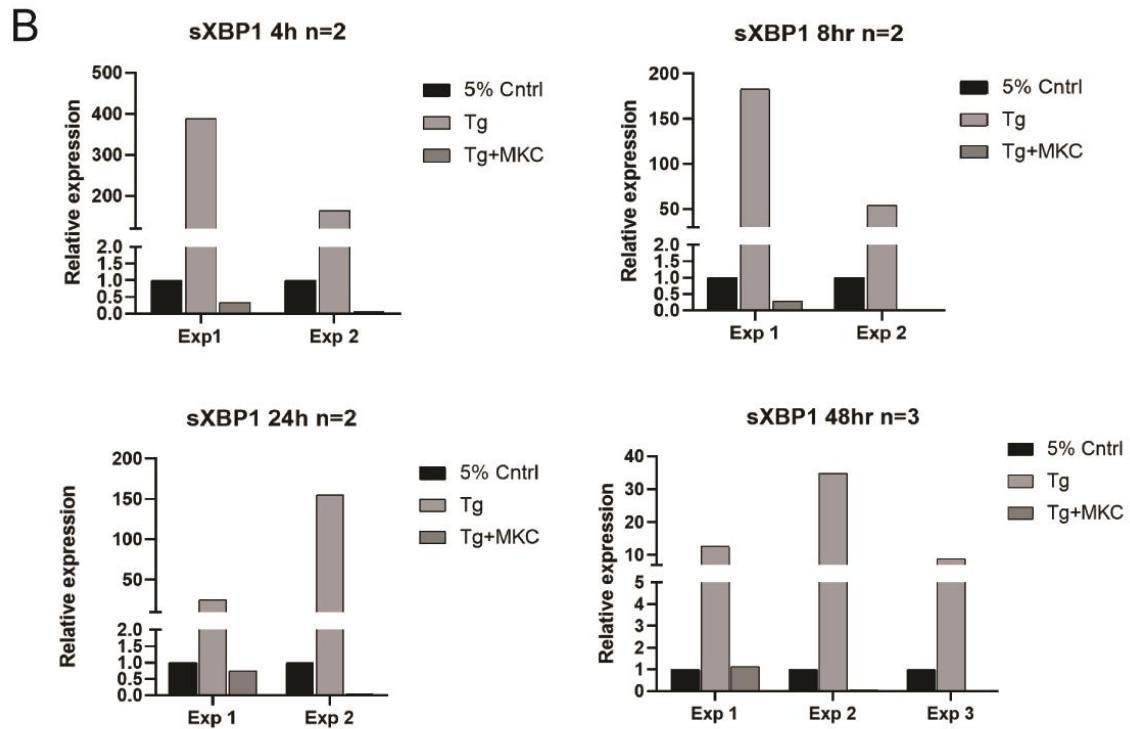 B
sXBP1 4h n=2
Relative expression
500
400
300
200
2.0
1.5
1.0
0.5
0.0
Exp1
Exp 2
5% Cntrl
Tg
Tg+MKC
sXBP1 8hr n=2
Relative expression
200
150
100
50
2.0
1.5
1.0
0.5
0.0
Exp 1
Exp 2
5% Cntrl
Tg
Tg+MKC
sXBP1 24h n=2
Relative expression
200
150
100
50
2.0
1.5
1.0
0.5
0.0
Exp 1
Exp 2
5% Cntrl
Tg
Tg+MKC
sXBP1 48hr n=3
Relative expression
40
30
20
10
5
4
3
2
1
0
Exp 1
Exp 2
Exp 3
5% Cntrl
Tg
Tg+MKC